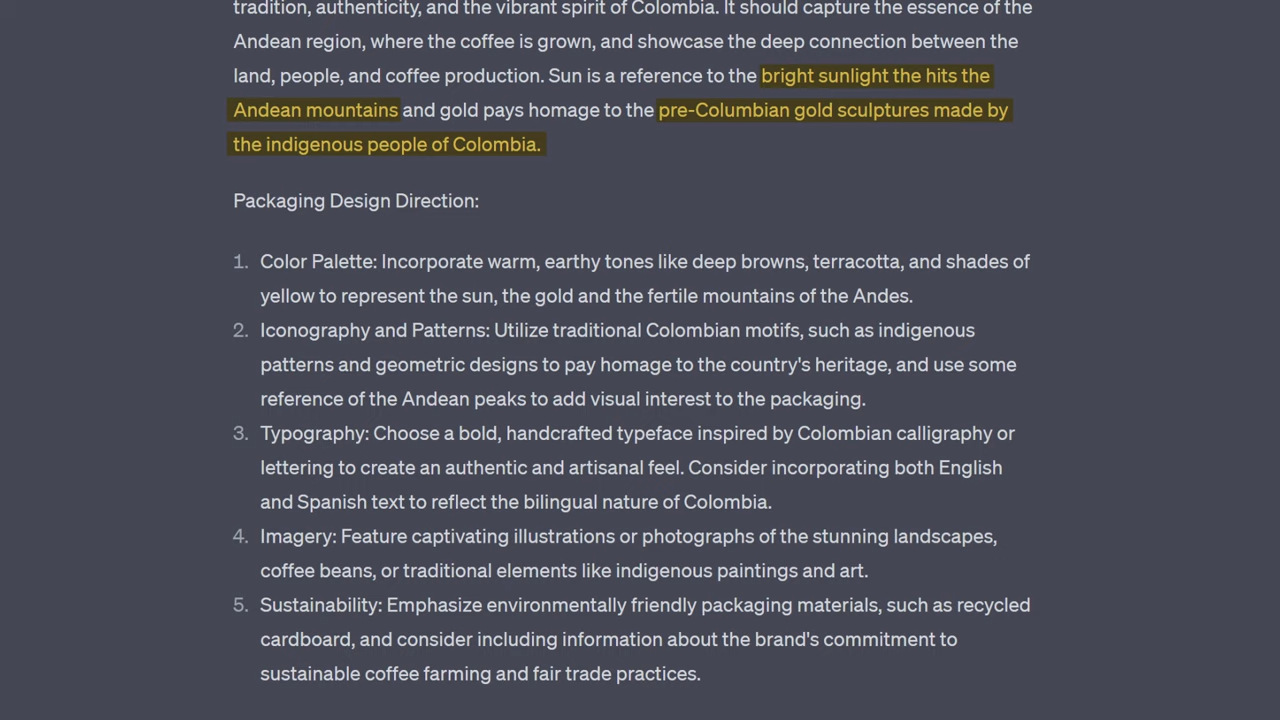 tradition, authenticity, and the vibrant spirit of Colombia. It should capture the essence of the
Andean region, where the coffee is grown, and showcase the deep connection between the
land, people, and coffee production. Sun is a reference to the bright sunlight the hits the
Andean mountains and gold pays homage to the pre-Columbian gold sculptures made by
the indigenous people of Colombia.
Packaging Design Direction:
1. Color Palette: Incorporate warm, earthy tones like deep browns, terracotta, and shades of
yellow to represent the sun, the gold and the fertile mountains of the Andes.
2. Iconography and Patterns: Utilize traditional Colombian motifs, such as indigenous
patterns and geometric designs to pay homage to the country's heritage, and use some
reference of the Andean peaks to add visual interest to the packaging.
3. Typography: Choose a bold, handcrafted typeface inspired by Colombian calligraphy or
lettering to create an authentic and artisanal feel. Consider incorporating both English
and Spanish text to reflect the bilingual nature of Colombia.
4. Imagery: Feature captivating illustrations or photographs of the stunning landscapes,
coffee beans, or traditional elements like indigenous paintings and art.
5. Sustainability: Emphasize environmentally friendly packaging materials, such as recycled
cardboard, and consider including information about the brand's commitment to
sustainable coffee farming and fair trade practices.